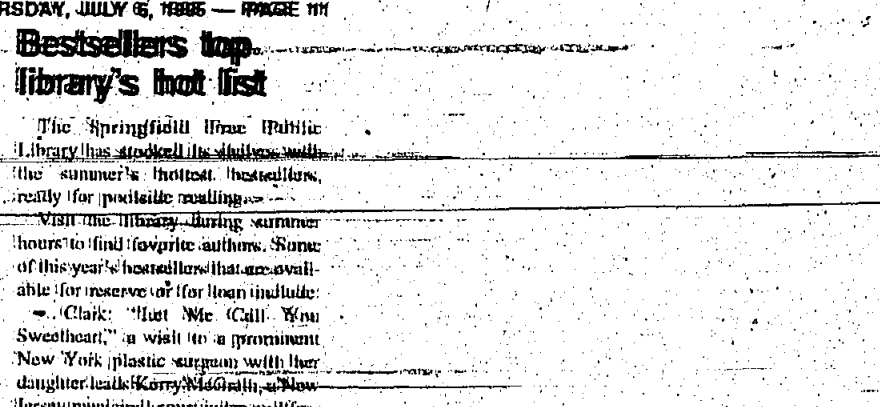 RSDAY, JULY 6, 1995 — PAGE 111
Bestsellers top
library's hot list
The Springfield Free Public
Library has stocked its shelves with
the summer's hottest bestsellers,
ready for poolside reading.
Visit the library during summer
hours to find favorite authors. Some
of this year's bestsellers that are avail-
able for reserve or for loan include:
Clark: "Just Me Call You
Sweetheart," a wish to a prominent
New York plastic surgeon with her
daughter leads Kerry McGrath, a New